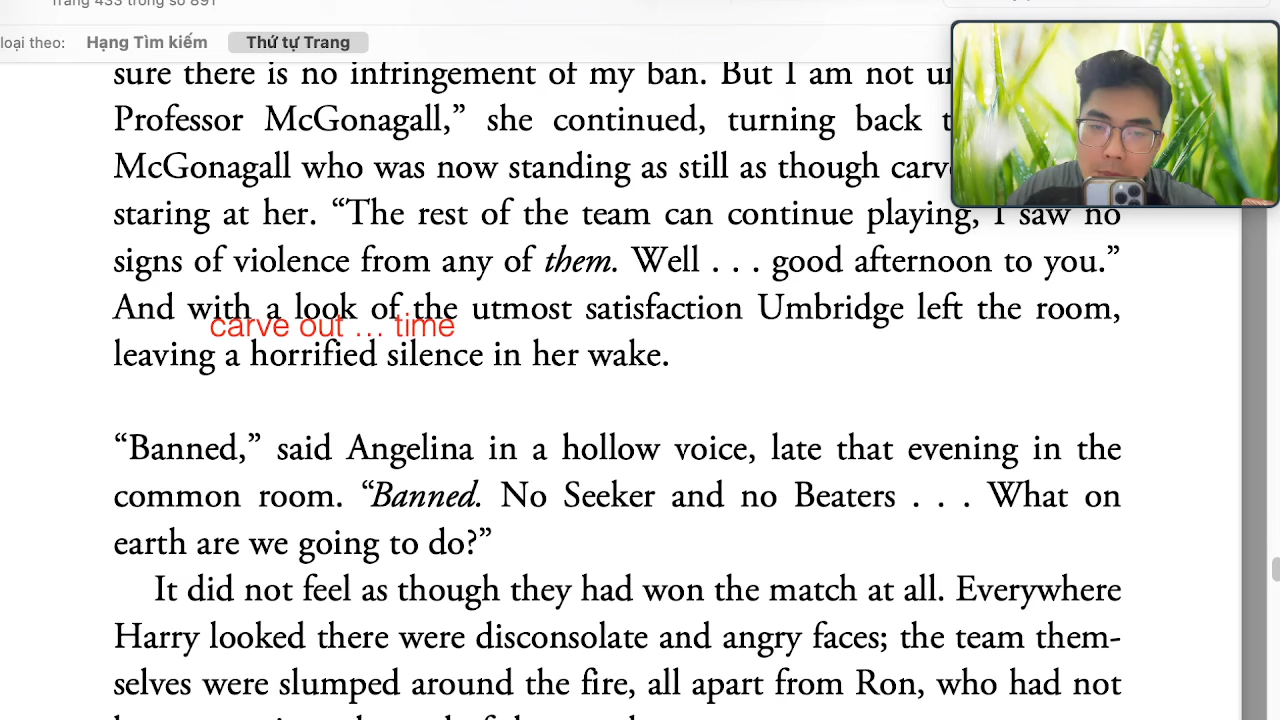 Trang 433 trong số 891
loại theo: Hạng Tìm kiếm Thứ tự Trang
sure there is no infringement of my ban. But I am not
Professor McGonagall,” she continued, turning back
McGonagall who was now standing as still as though
staring at her. “The rest of the team can continue playing, I saw no
signs of violence from any of them. Well . . . good afternoon to you.”
And with a look of the utmost satisfaction Umbridge left the room,
carve out ... time
leaving a horrified silence in her wake.
“Banned,” said Angelina in a hollow voice, late that evening in the
common room. “Banned. No Seeker and no Beaters . . . What on
earth are we going to do?”
It did not feel as though they had won the match at all. Everywhere
Harry looked there were disconsolate and angry faces; the team them-
selves were slumped around the fire, all apart from Ron, who had not